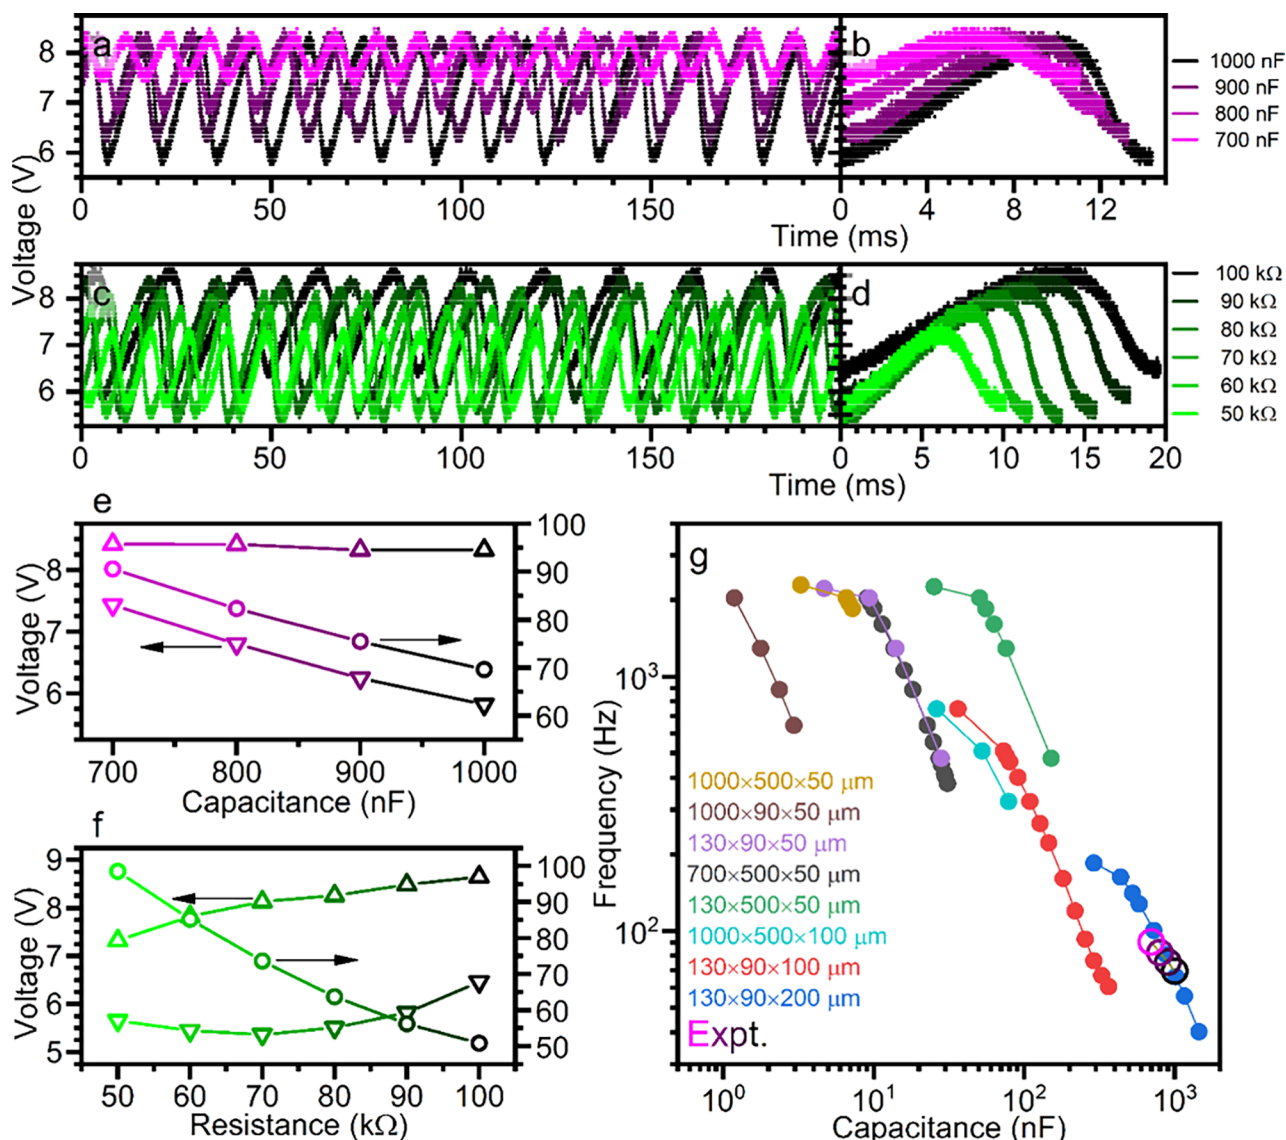 a
b
8
7
6
Voltage (V)
0
50
100
150
0
4
8
12
Time (ms)
1000 nF
900 nF
800 nF
700 nF
c
d
8
7
6
0
50
100
150
0
5
10
15
20
Time (ms)
100 kΩ
90 kΩ
80 kΩ
70 kΩ
60 kΩ
50 kΩ
e
8
7
6
Voltage (V)
100
90
80
70
60
700
800
900
1000
Capacitance (nF)
f
9
8
7
6
5
Voltage (V)
100
90
80
70
60
50
Frequency (Hz)
50
60
70
80
90
100
Resistance (kΩ)
g
10³
10²
1000×500×50 μm
1000×90×50 μm
130×90×50 μm
700×500×50 μm
130×500×50 μm
1000×500×100 μm
130×90×100 μm
130×90×200 μm
Expt.
10⁰
10¹
10²
10³
Capacitance (nF)